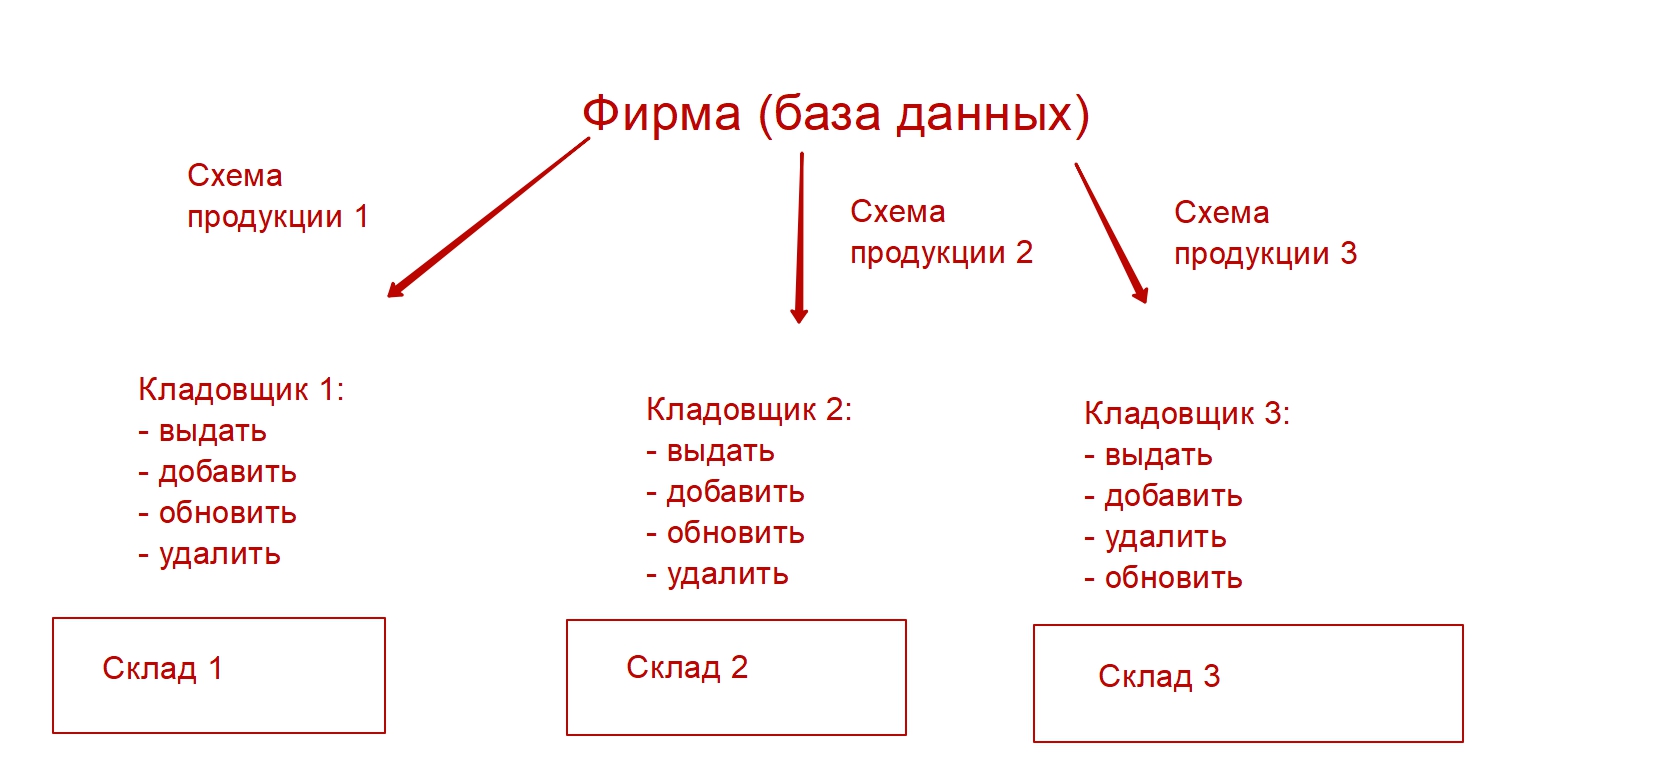 Фирма (база данных)
Схема
продукции 1
Схема
продукции 2
Схема
продукции 3
Кладовщик 1:
- выдать
- добавить
- обновить
- удалить
Кладовщик 2:
- выдать
- добавить
- обновить
- удалить
Кладовщик 3:
- выдать
- добавить
- удалить
- обновить
Склад 1
Склад 2
Склад 3